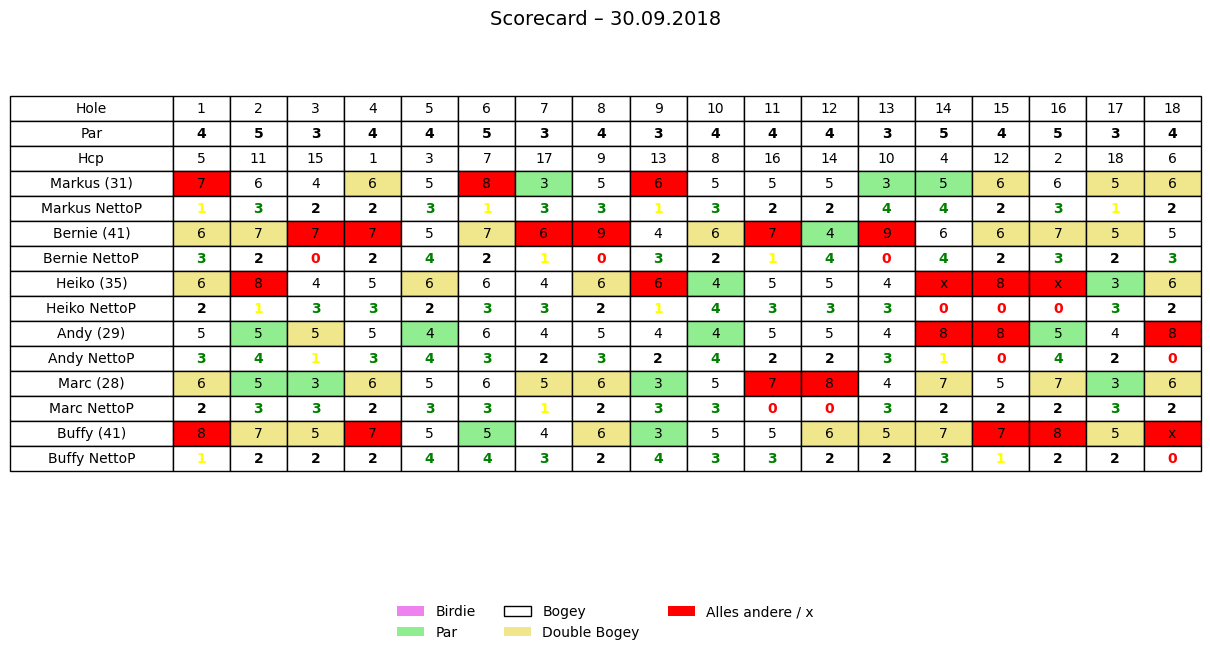 Scorecard – 30.09.2018
Hole 1 2 3 4 5 6 7 8 9 10 11 12 13 14 15 16 17 18
Par 4 5 3 4 4 5 3 4 3 4 4 4 3 5 4 5 3 4
Hcp 5 11 15 1 3 7 17 9 13 8 16 14 10 4 12 2 18 6
Markus (31) 7 6 4 6 5 8 3 5 6 5 5 5 3 5 6 6 5 6
Markus NettoP 1 3 2 2 3 1 3 3 1 3 2 2 4 4 2 3 1 2
Bernie (41) 6 7 7 7 5 7 6 9 4 6 7 4 9 6 6 7 5 5
Bernie NettoP 3 2 0 2 4 2 1 0 3 2 1 4 0 4 2 3 2 3
Heiko (35) 6 8 4 5 6 6 4 6 6 4 5 5 4 x 8 x 3 6
Heiko NettoP 2 1 3 3 2 3 3 2 1 4 3 3 3 0 0 0 3 2
Andy (29) 5 5 5 5 4 6 4 5 4 4 5 5 4 8 8 5 4 8
Andy NettoP 3 4 1 3 4 3 2 3 2 4 2 2 3 1 0 4 2 0
Marc (28) 6 5 3 6 5 6 5 6 3 5 7 8 4 7 5 7 3 6
Marc NettoP 2 3 3 2 3 3 1 2 3 3 0 0 3 2 2 2 3 2
Buffy (41) 8 7 5 7 5 5 4 6 3 5 5 6 5 7 7 8 5 x
Buffy NettoP 1 2 2 2 4 4 3 2 4 3 3 2 2 3 1 2 2 0
Birdie Bogey Alles andere / x
Par Double Bogey